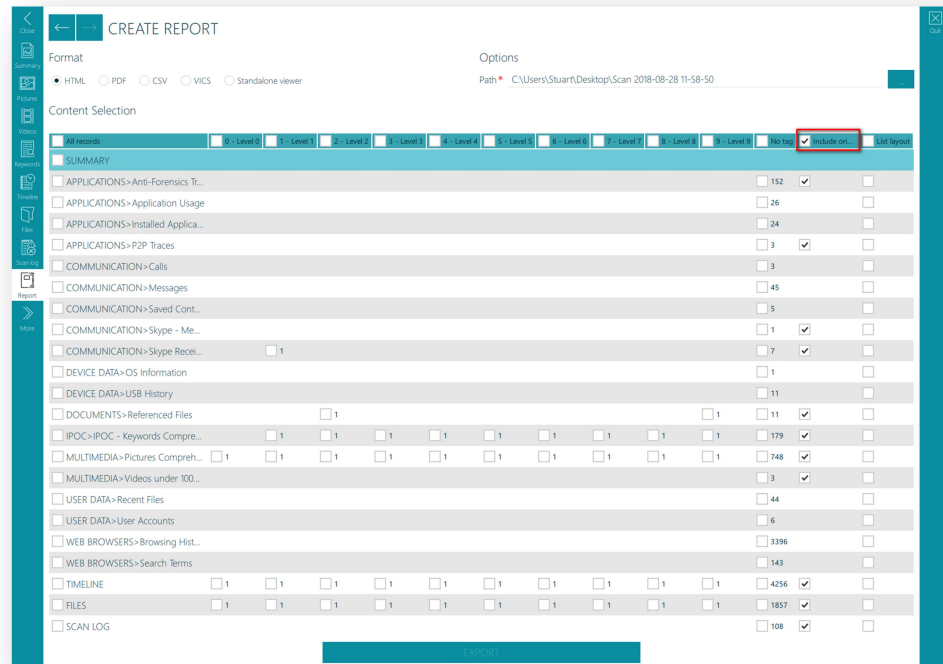 Close
Summary
Pictures
Videos
Keywords
Timeline
Files
Scan log
Report
More
Quit
CREATE REPORT
Format
HTML PDF CSV VICS Standalone viewer
Options
Path* C:\Users\Stuart\Desktop\Scan 2018-08-28 11-58-50 ...
Content Selection
All records 0 - Level 0 1 - Level 1 2 - Level 2 3 - Level 3 4 - Level 4 5 - Level 5 6 - Level 6 7 - Level 7 8 - Level 8 9 - Level 9 No tag Include ori... List layout
SUMMARY
APPLICATIONS>Anti-Forensics Tr... 152
APPLICATIONS>Application Usage 26
APPLICATIONS>Installed Applica... 24
APPLICATIONS>P2P Traces 3
COMMUNICATION>Calls 3
COMMUNICATION>Messages 45
COMMUNICATION>Saved Cont... 5
COMMUNICATION>Skype - Me... 1
COMMUNICATION>Skype Recei... 1 7
DEVICE DATA>OS Information 1
DEVICE DATA>USB History 11
DOCUMENTS>Referenced Files 1 1 11
IPOC>IPOC - Keywords Compre... 1 1 1 1 1 1 1 1 1 179
MULTIMEDIA>Pictures Compreh... 1 1 1 1 1 1 1 1 1 1 748
MULTIMEDIA>Videos under 100... 3
USER DATA>Recent Files 44
USER DATA>User Accounts 6
WEB BROWSERS>Browsing Hist... 3396
WEB BROWSERS>Search Terms 143
TIMELINE 1 1 1 1 1 1 1 1 1 1 4256
FILES 1 1 1 1 1 1 1 1 1 1 1857
SCAN LOG 108
EXPORT